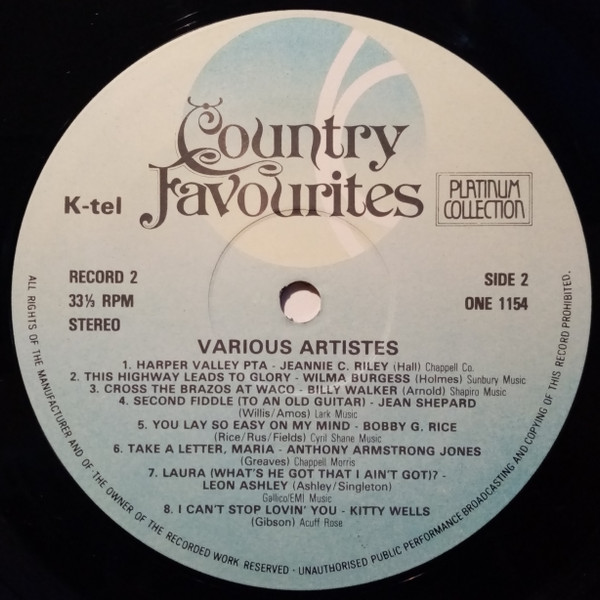 Country
Favourites
K-tel
PLATINUM
COLLECTION
RECORD 2
33⅓ RPM
STEREO
SIDE 2
ONE 1154
VARIOUS ARTISTES
1. HARPER VALLEY PTA - JEANNIE C. RILEY (Hall) Chappell Co.
2. THIS HIGHWAY LEADS TO GLORY - WILMA BURGESS (Holmes) Sunbury Music
3. CROSS THE BRAZOS AT WACO - BILLY WALKER (Arnold) Shapiro Music
4. SECOND FIDDLE (TO AN OLD GUITAR) - JEAN SHEPARD
(Willis/Amos) Lark Music
5. YOU LAY SO EASY ON MY MIND - BOBBY G. RICE
(Rice/Rus/Fields) Cyril Shane Music
6. TAKE A LETTER, MARIA - ANTHONY ARMSTRONG JONES
(Greaves) Chappell Morris
7. LAURA (WHAT'S HE GOT THAT I AIN'T GOT)? -
LEON ASHLEY (Ashley/Singleton)
Gallico/EMI Music
8. I CAN'T STOP LOVIN' YOU - KITTY WELLS
(Gibson) Acuff Rose
ALL RIGHTS OF THE MANUFACTURER AND OF THE OWNER OF THE RECORDED WORK RESERVED - UNAUTHORISED PUBLIC PERFORMANCE BROADCASTING AND COPYING OF THIS RECORD PROHIBITED.